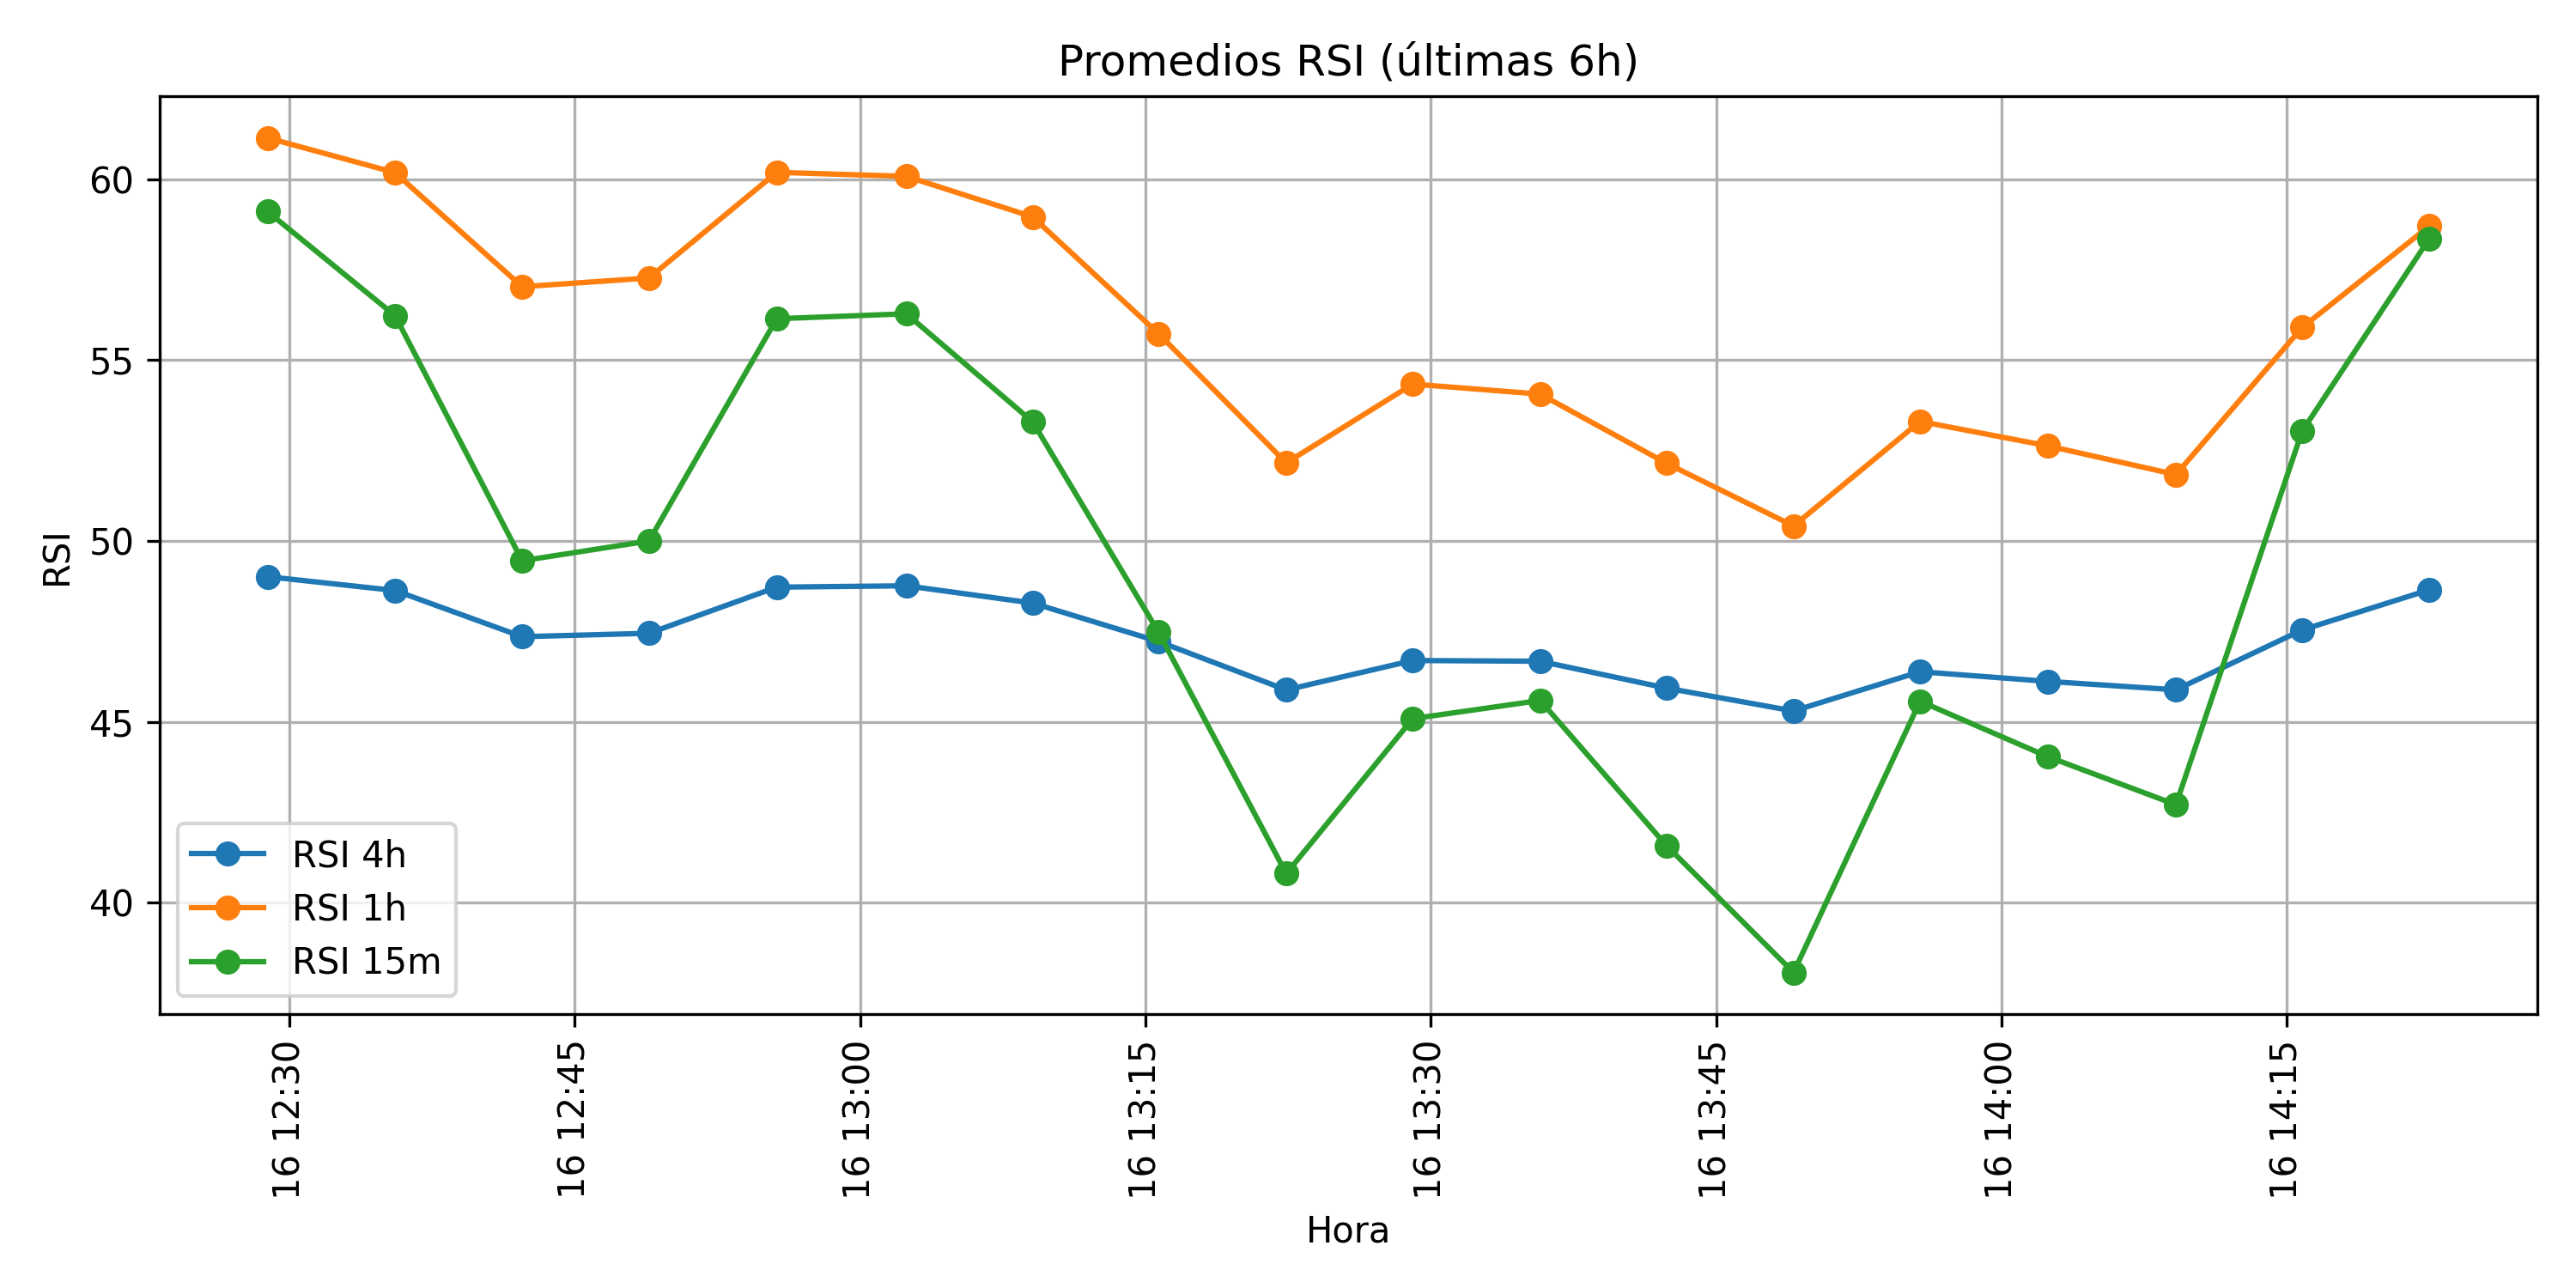 Promedios RSI (últimas 6h)
RSI
60
55
50
45
40
RSI 4h
RSI 1h
RSI 15m
16 12:30
16 12:45
16 13:00
16 13:15
16 13:30
16 13:45
16 14:00
16 14:15
Hora